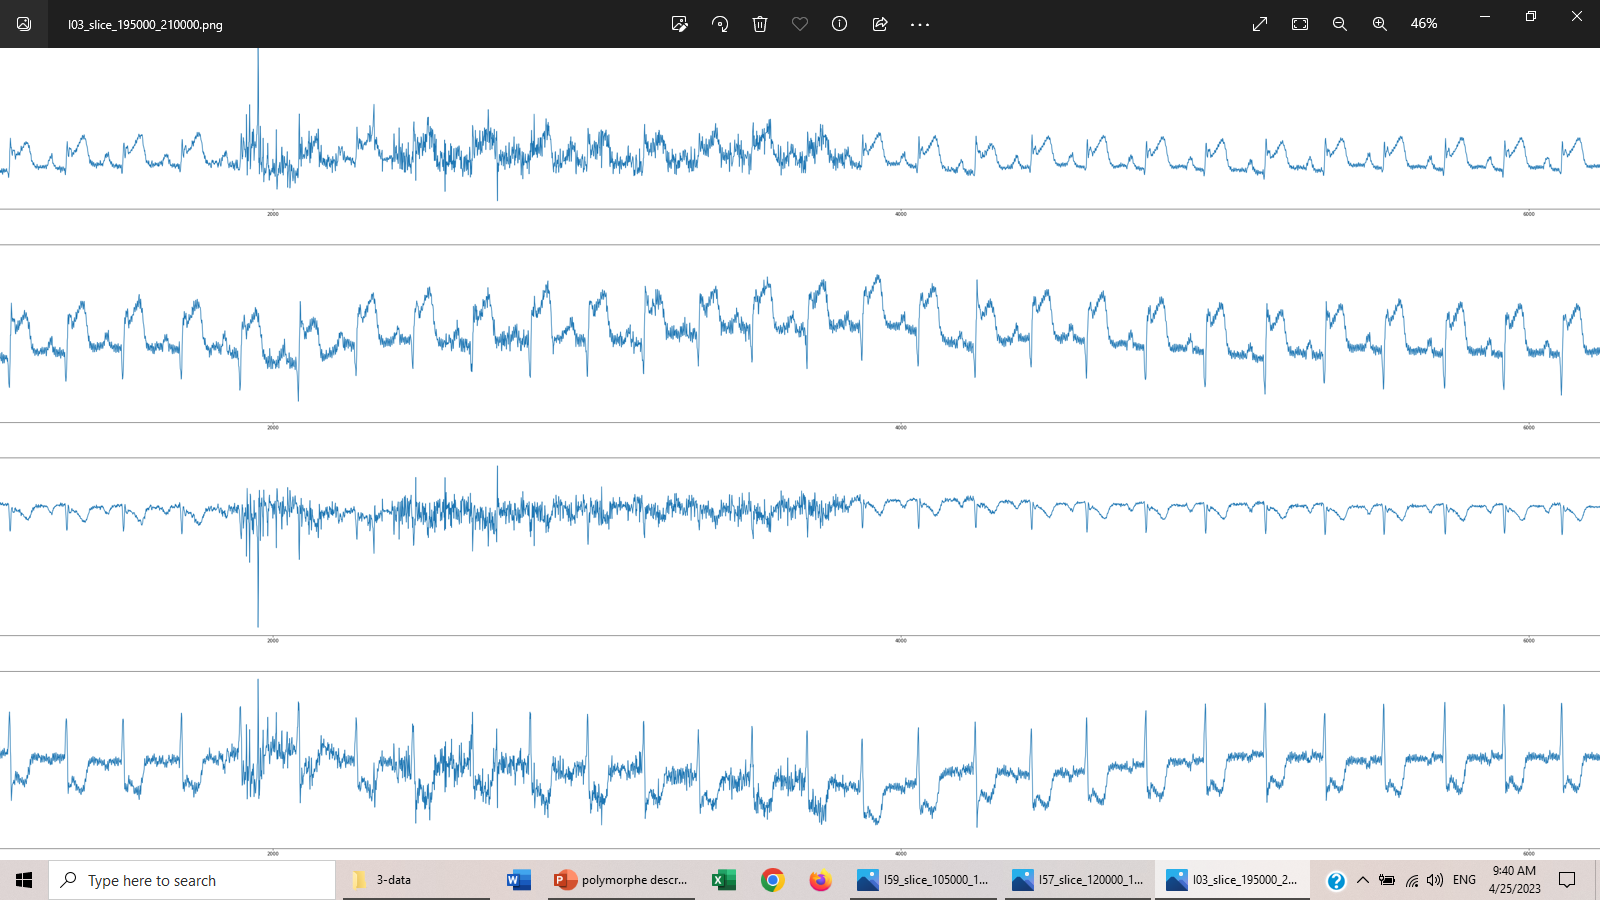 I03_slice_195000_210000.png
46%
2000 4000 6000
2000 4000 6000
2000 4000 6000
2000 4000 6000
Type here to search
3-data
polymorphe descr...
I59_slice_105000_1...
I57_slice_120000_1...
I03_slice_195000_2...
ENG
9:40 AM
4/25/2023